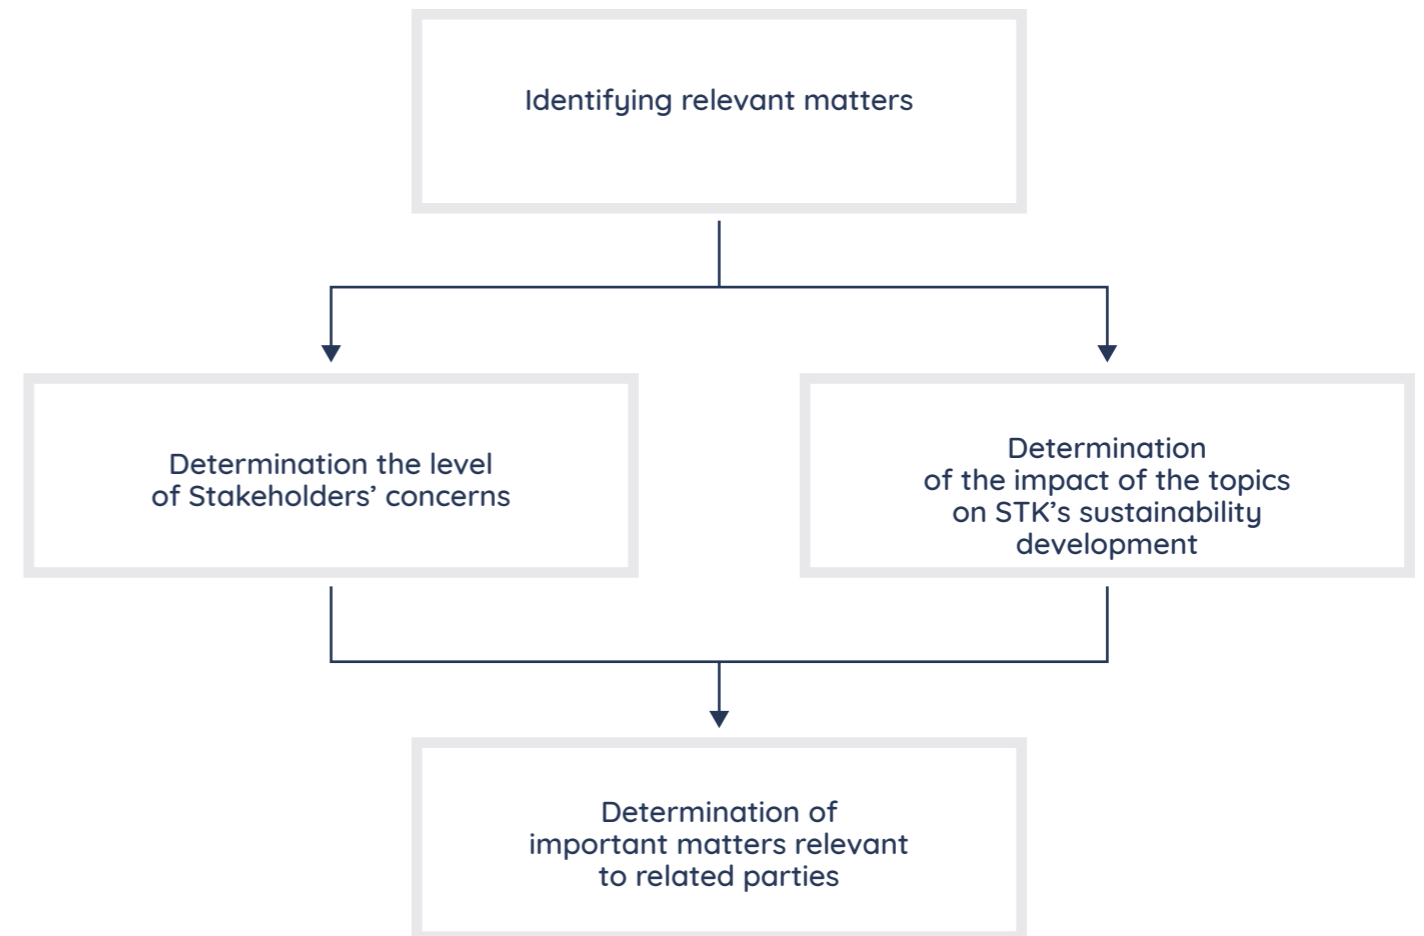 Identifying relevant matters
Determination the level
of Stakeholders’ concerns
Determination
of the impact of the topics
on STK’s sustainability
development
Determination of
important matters relevant
to related parties